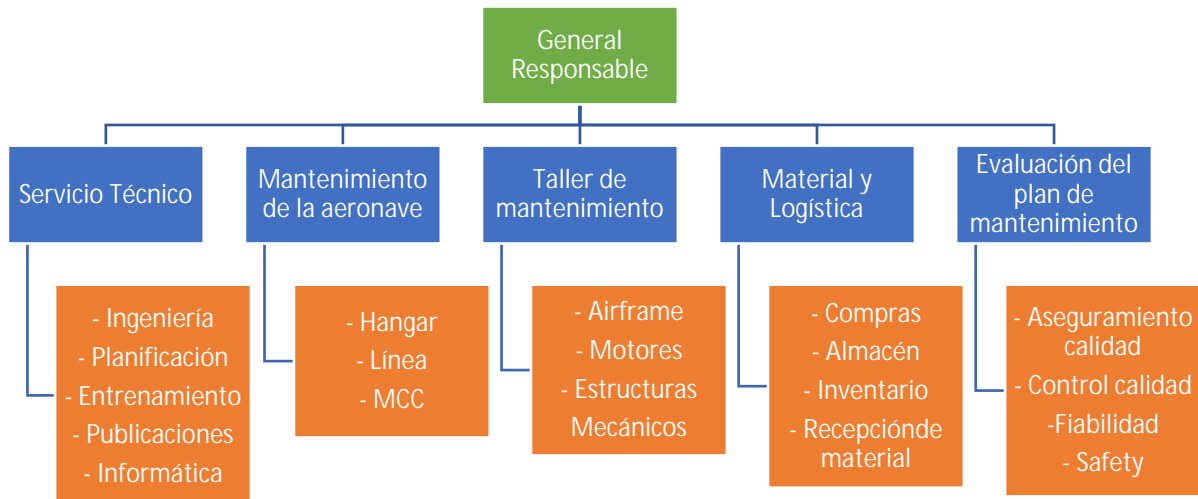 General
Responsable
Servicio Técnico
Mantenimiento
de la aeronave
Taller de
mantenimiento
Material y
Logística
Evaluación del
plan de
mantenimiento
- Ingeniería
- Planificación
- Entrenamiento
- Publicaciones
- Informática
- Hangar
- Línea
- MCC
- Airframe
- Motores
- Estructuras
Mecánicos
- Compras
- Almacén
- Inventario
- Recepciónde
material
- Aseguramiento
calidad
- Control calidad
-Fiabilidad
- Safety